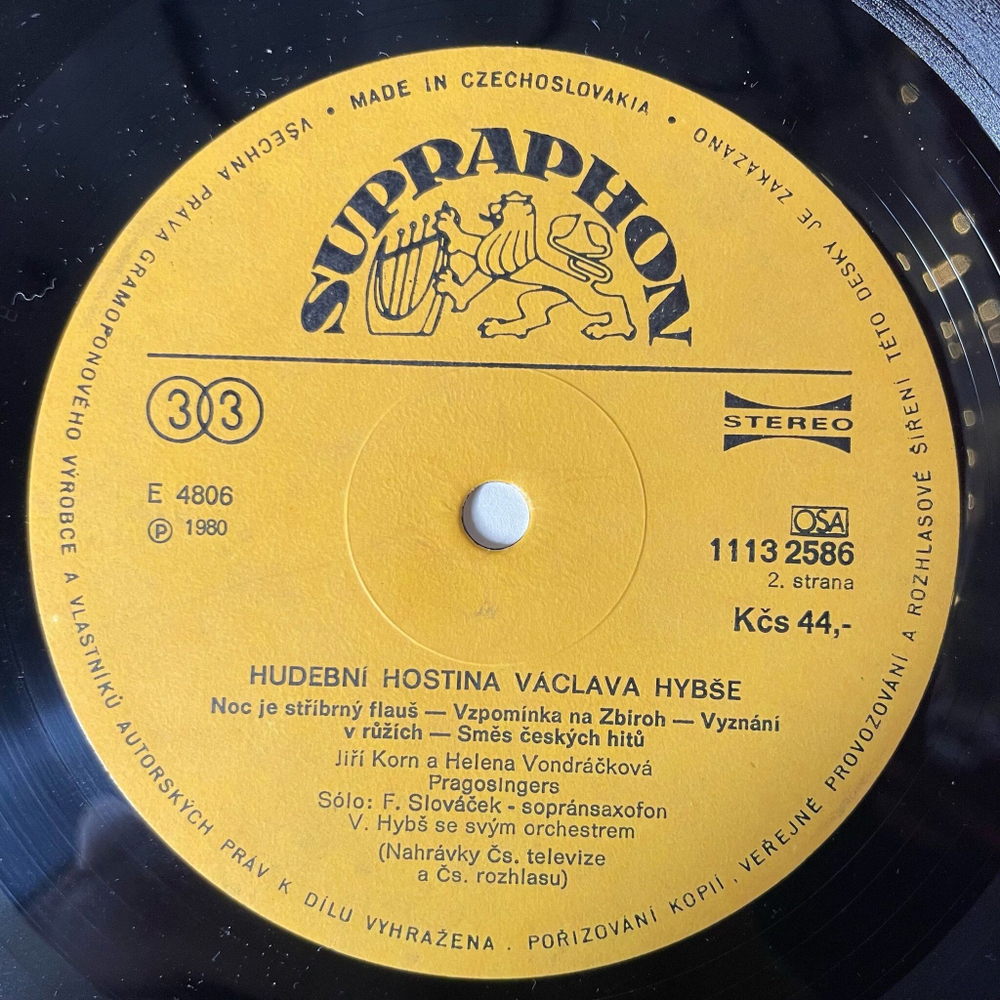 • MADE IN CZECHOSLOVAKIA •
SUPRAPHON
33
STEREO
E 4806
Ⓟ 1980
OSA
1113 2586
2. strana
Kčs 44,-
HUDEBNÍ HOSTINA VÁCLAVA HYBŠE
Noc je stříbrný flauš — Vzpomínka na Zbiroh — Vyznání
v růžích — Směs českých hitů
Jiří Korn a Helena Vondráčková
Pragosingers
Sólo: F. Slováček - sopránsaxofon
V. Hybš se svým orchestrem
(Nahrávky Čs. televize
a Čs. rozhlasu)
VŠECHNA PRÁVA GRAMOFONOVÉHO VÝROBCE A VLASTNÍKŮ AUTORSKÝCH PRÁV K DÍLU VYHRAŽENA . POŘIZOVÁNÍ KOPIÍ , VEŘEJNÉ PROVOZOVÁNÍ A ROZHLASOVÉ ŠÍŘENÍ TÉTO DESKY JE ZAKÁZÁNO